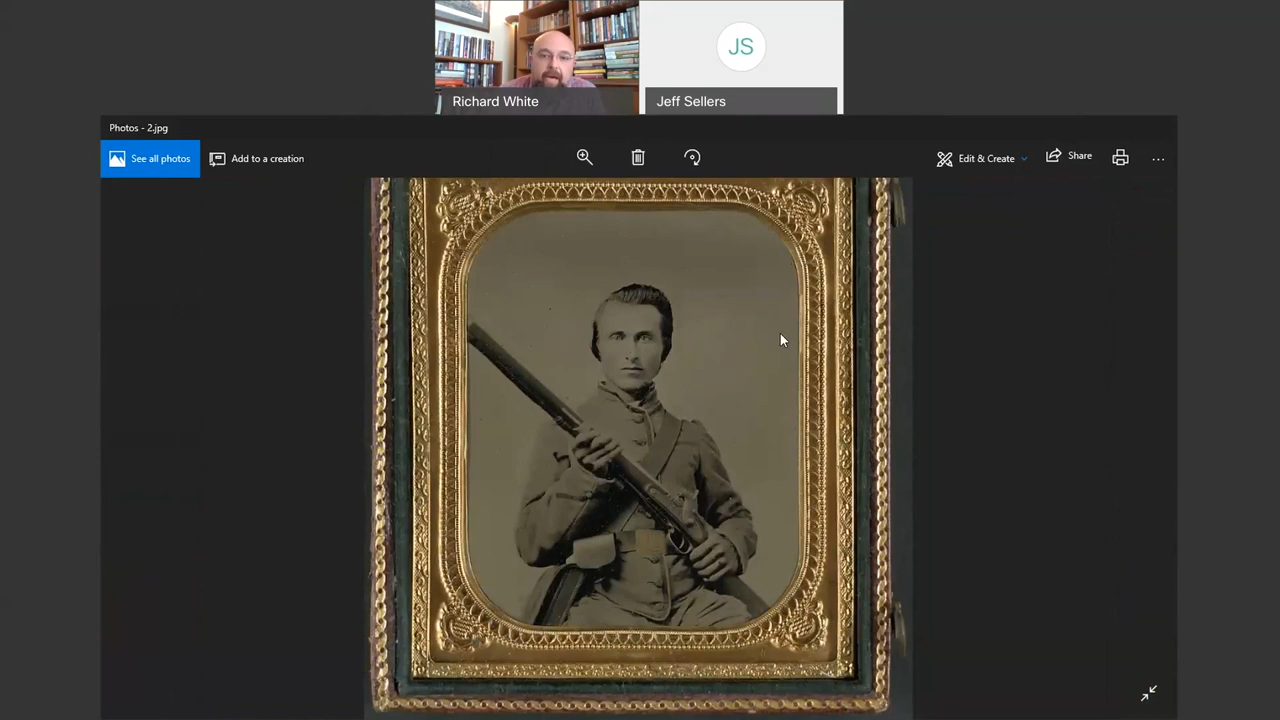 JS
Richard White
Jeff Sellers
Photos - 2.jpg
See all photos
Add to a creation
Edit & Create
Share